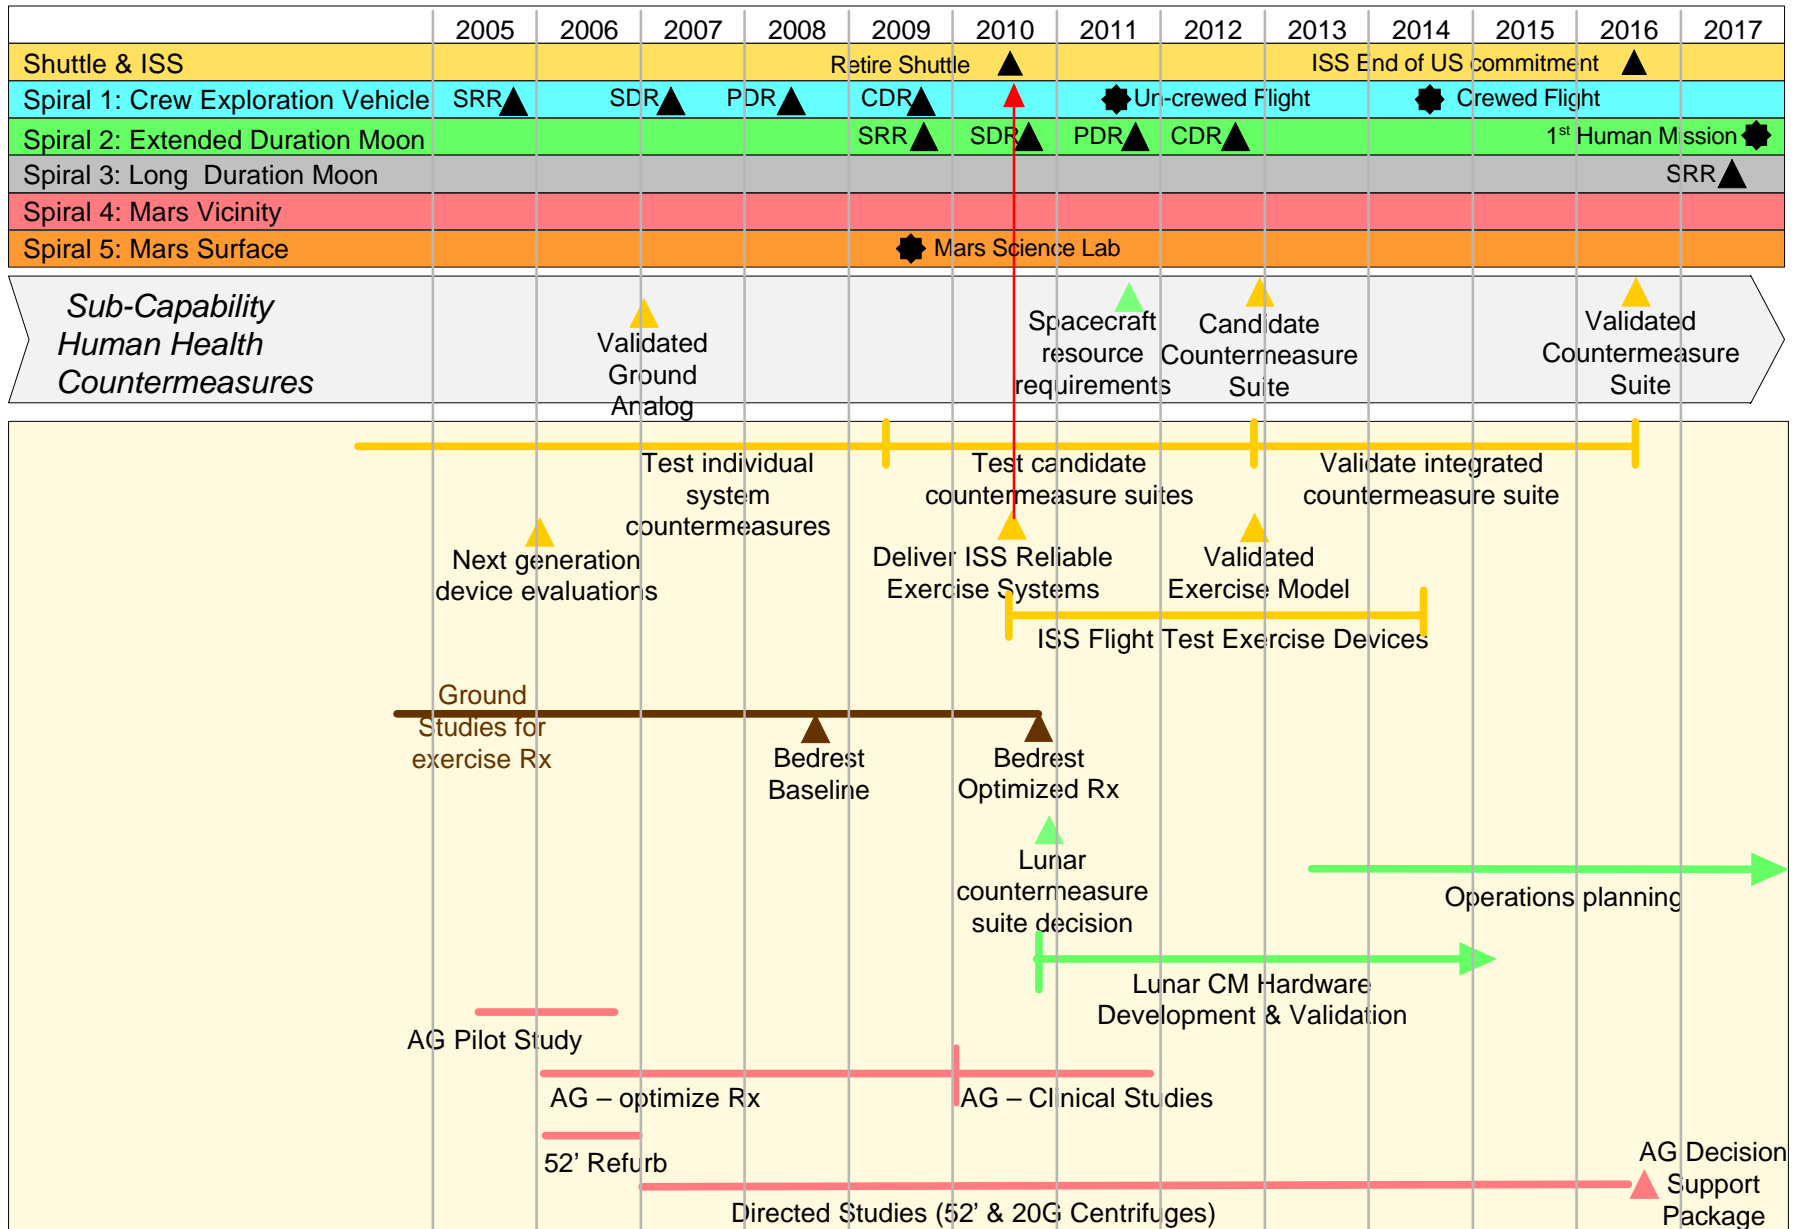 2005 2006 2007 2008 2009 2010 2011 2012 2013 2014 2015 2016 2017
Shuttle & ISS Retire Shuttle ISS End of US commitment
Spiral 1: Crew Exploration Vehicle SRR SDR PDR CDR Un-crewed Flight Crewed Flight
Spiral 2: Extended Duration Moon SRR SDR PDR CDR 1st Human Mission
Spiral 3: Long Duration Moon SRR
Spiral 4: Mars Vicinity
Spiral 5: Mars Surface Mars Science Lab
Sub-Capability
Human Health
Countermeasures
Validated
Ground
Analog
Spacecraft
resource
requirements
Candidate
Countermeasure
Suite
Validated
Countermeasure
Suite
Test individual
system
countermeasures
Test candidate
countermeasure suites
Validate integrated
countermeasure suite
Next generation
device evaluations
Deliver ISS Reliable
Exercise Systems
Validated
Exercise Model
ISS Flight Test Exercise Devices
Ground
Studies for
exercise Rx
Bedrest
Baseline
Bedrest
Optimized Rx
Lunar
countermeasure
suite decision
Operations planning
Lunar CM Hardware
Development & Validation
AG Pilot Study
AG – optimize Rx
AG – Clinical Studies
52’ Refurb
Directed Studies (52’ & 20G Centrifuges)
AG Decision
Support
Package